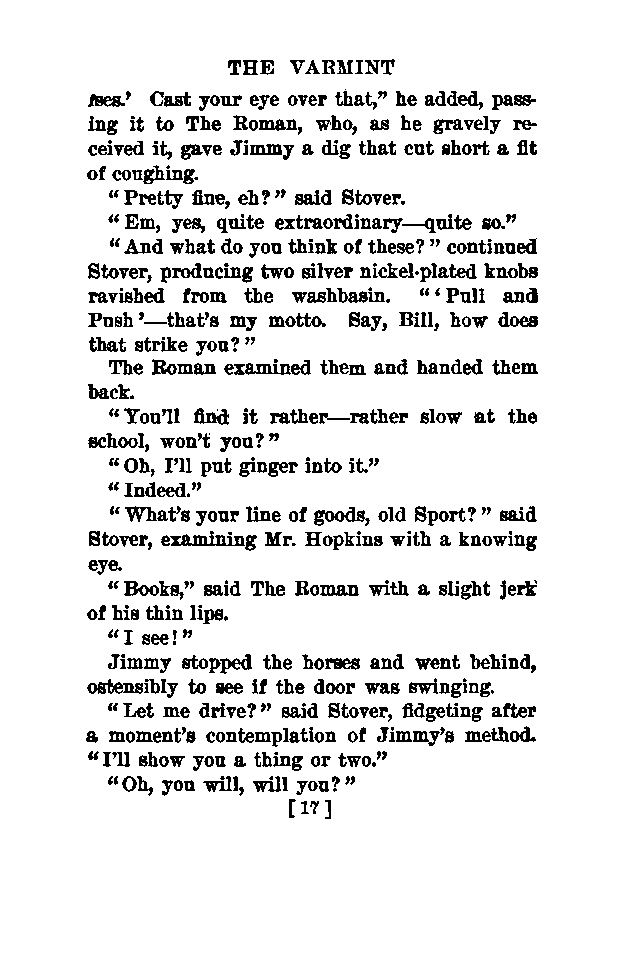 THE VARMINT
ises.' Cast your eye over that," he added, pass-
ing it to The Roman, who, as he gravely re-
ceived it, gave Jimmy a dig that cut short a fit
of coughing.
"Pretty fine, eh?" said Stover.
"Em, yes, quite extraordinary—quite so."
"And what do you think of these?" continued
Stover, producing two silver nickel-plated knobs
ravished from the washbasin. "'Pull and
Push'—that's my motto. Say, Bill, how does
that strike you?"
The Roman examined them and handed them
back.
"You'll find it rather—rather slow at the
school, won't you?"
"Oh, I'll put ginger into it."
"Indeed."
"What's your line of goods, old Sport?" said
Stover, examining Mr. Hopkins with a knowing
eye.
"Books," said The Roman with a slight jerk
of his thin lips.
"I see!"
Jimmy stopped the horses and went behind,
ostensibly to see if the door was swinging.
"Let me drive?" said Stover, fidgeting after
a moment's contemplation of Jimmy's method.
"I'll show you a thing or two."
"Oh, you will, will you?"
[17]